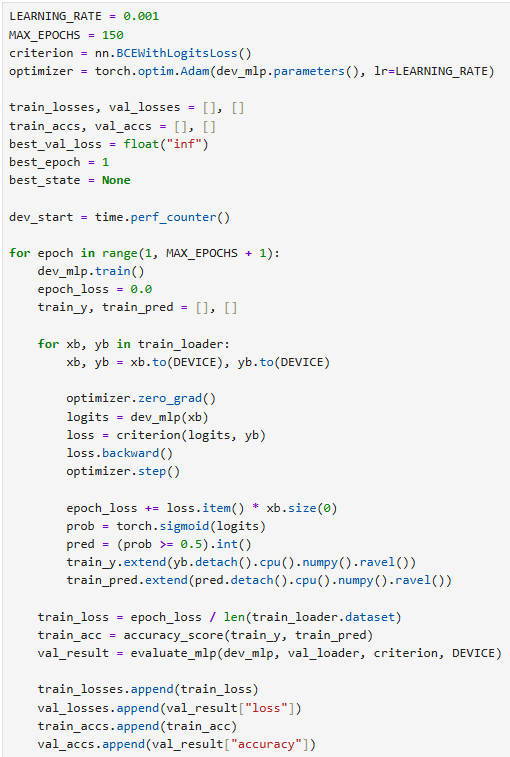 LEARNING_RATE = 0.001
MAX_EPOCHS = 150
criterion = nn.BCEWithLogitsLoss()
optimizer = torch.optim.Adam(dev_mlp.parameters(), lr=LEARNING_RATE)

train_losses, val_losses = [], []
train_accs, val_accs = [], []
best_val_loss = float("inf")
best_epoch = 1
best_state = None

dev_start = time.perf_counter()

for epoch in range(1, MAX_EPOCHS + 1):
    dev_mlp.train()
    epoch_loss = 0.0
    train_y, train_pred = [], []

    for xb, yb in train_loader:
        xb, yb = xb.to(DEVICE), yb.to(DEVICE)

        optimizer.zero_grad()
        logits = dev_mlp(xb)
        loss = criterion(logits, yb)
        loss.backward()
        optimizer.step()

        epoch_loss += loss.item() * xb.size(0)
        prob = torch.sigmoid(logits)
        pred = (prob >= 0.5).int()
        train_y.extend(yb.detach().cpu().numpy().ravel())
        train_pred.extend(pred.detach().cpu().numpy().ravel())

    train_loss = epoch_loss / len(train_loader.dataset)
    train_acc = accuracy_score(train_y, train_pred)
    val_result = evaluate_mlp(dev_mlp, val_loader, criterion, DEVICE)

    train_losses.append(train_loss)
    val_losses.append(val_result["loss"])
    train_accs.append(train_acc)
    val_accs.append(val_result["accuracy"])